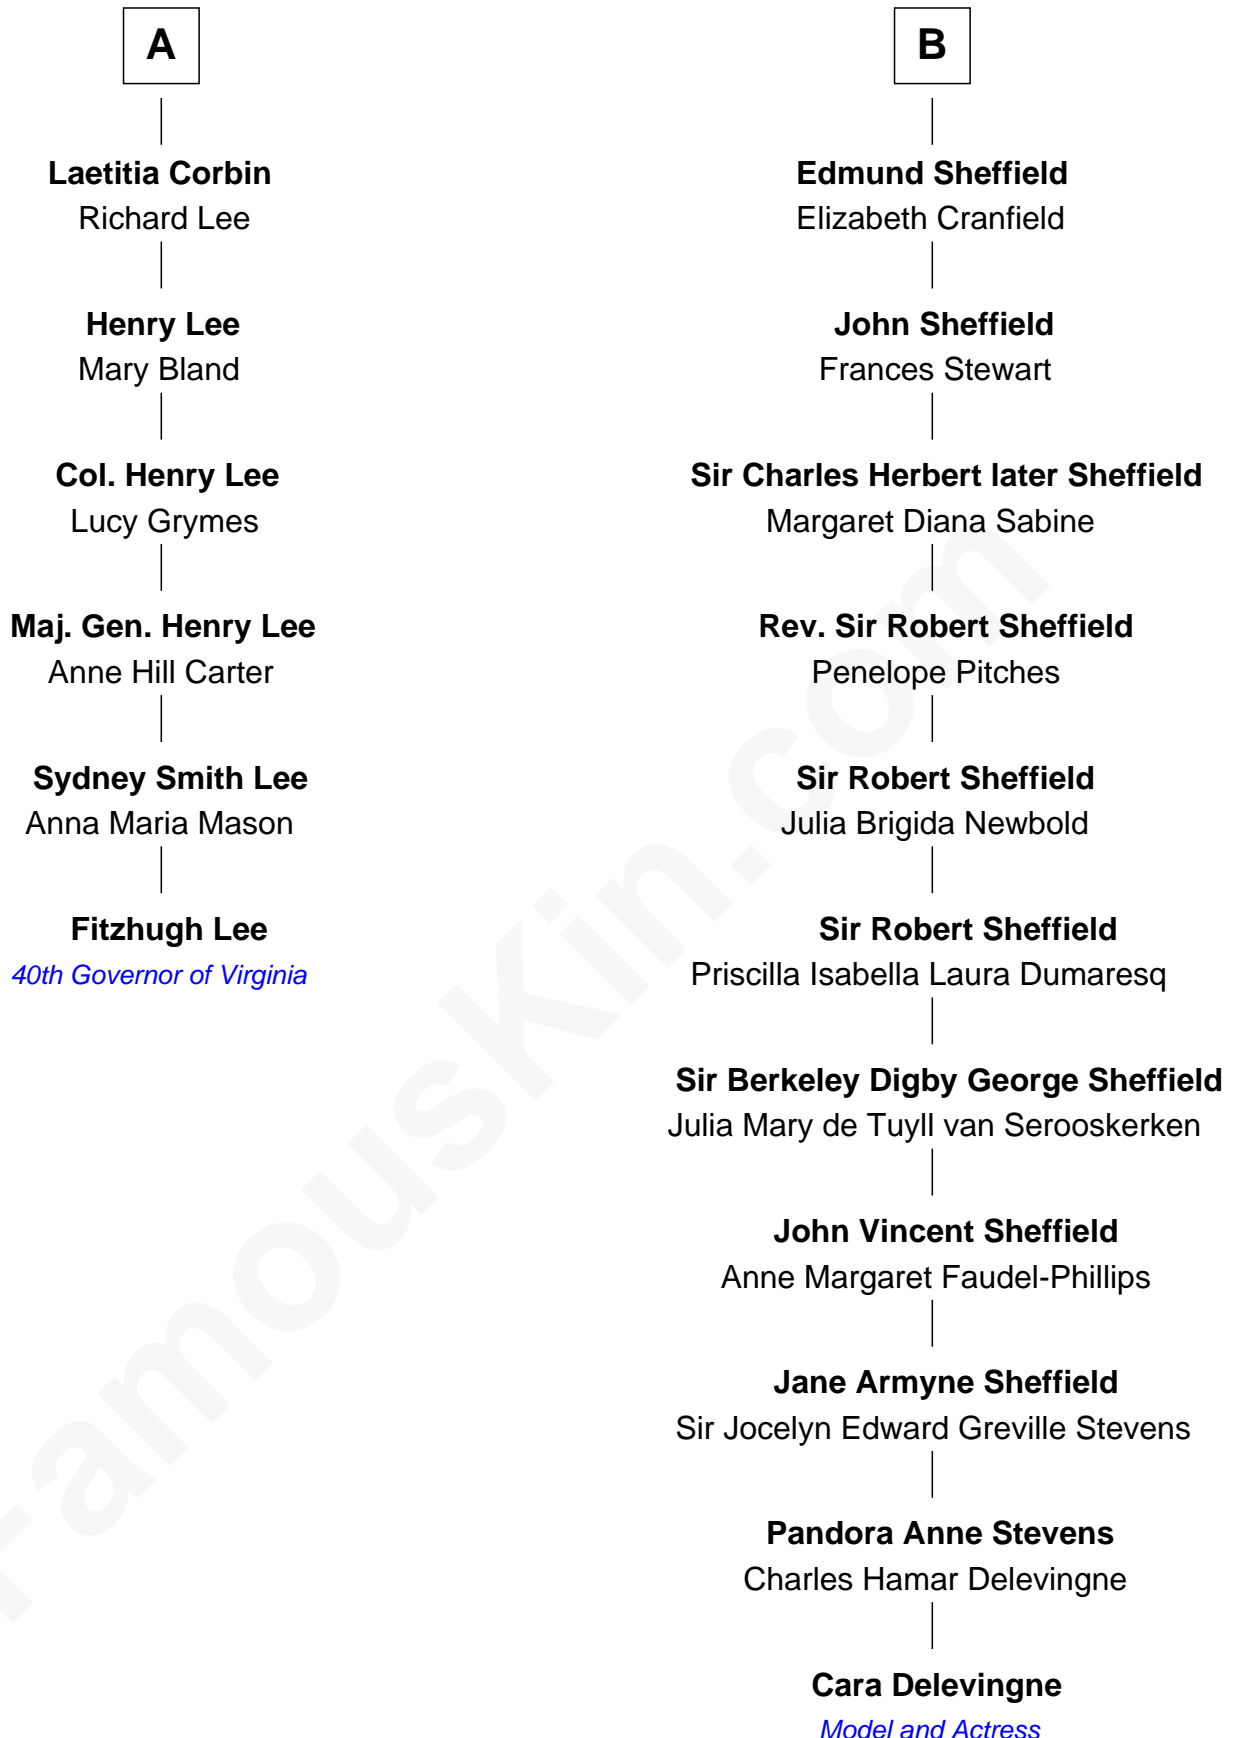 A
Laetitia Corbin
Richard Lee
Henry Lee
Mary Bland
Col. Henry Lee
Lucy Grymes
Maj. Gen. Henry Lee
Anne Hill Carter
Sydney Smith Lee
Anna Maria Mason
Fitzhugh Lee
40th Governor of Virginia
B
Edmund Sheffield
Elizabeth Cranfield
John Sheffield
Frances Stewart
Sir Charles Herbert later Sheffield
Margaret Diana Sabine
Rev. Sir Robert Sheffield
Penelope Pitches
Sir Robert Sheffield
Julia Brigida Newbold
Sir Robert Sheffield
Priscilla Isabella Laura Dumaresq
Sir Berkeley Digby George Sheffield
Julia Mary de Tuyll van Serooskerken
John Vincent Sheffield
Anne Margaret Faudel-Phillips
Jane Armyne Sheffield
Sir Jocelyn Edward Greville Stevens
Pandora Anne Stevens
Charles Hamar Delevingne
Cara Delevingne
Model and Actress
FamousKin.com